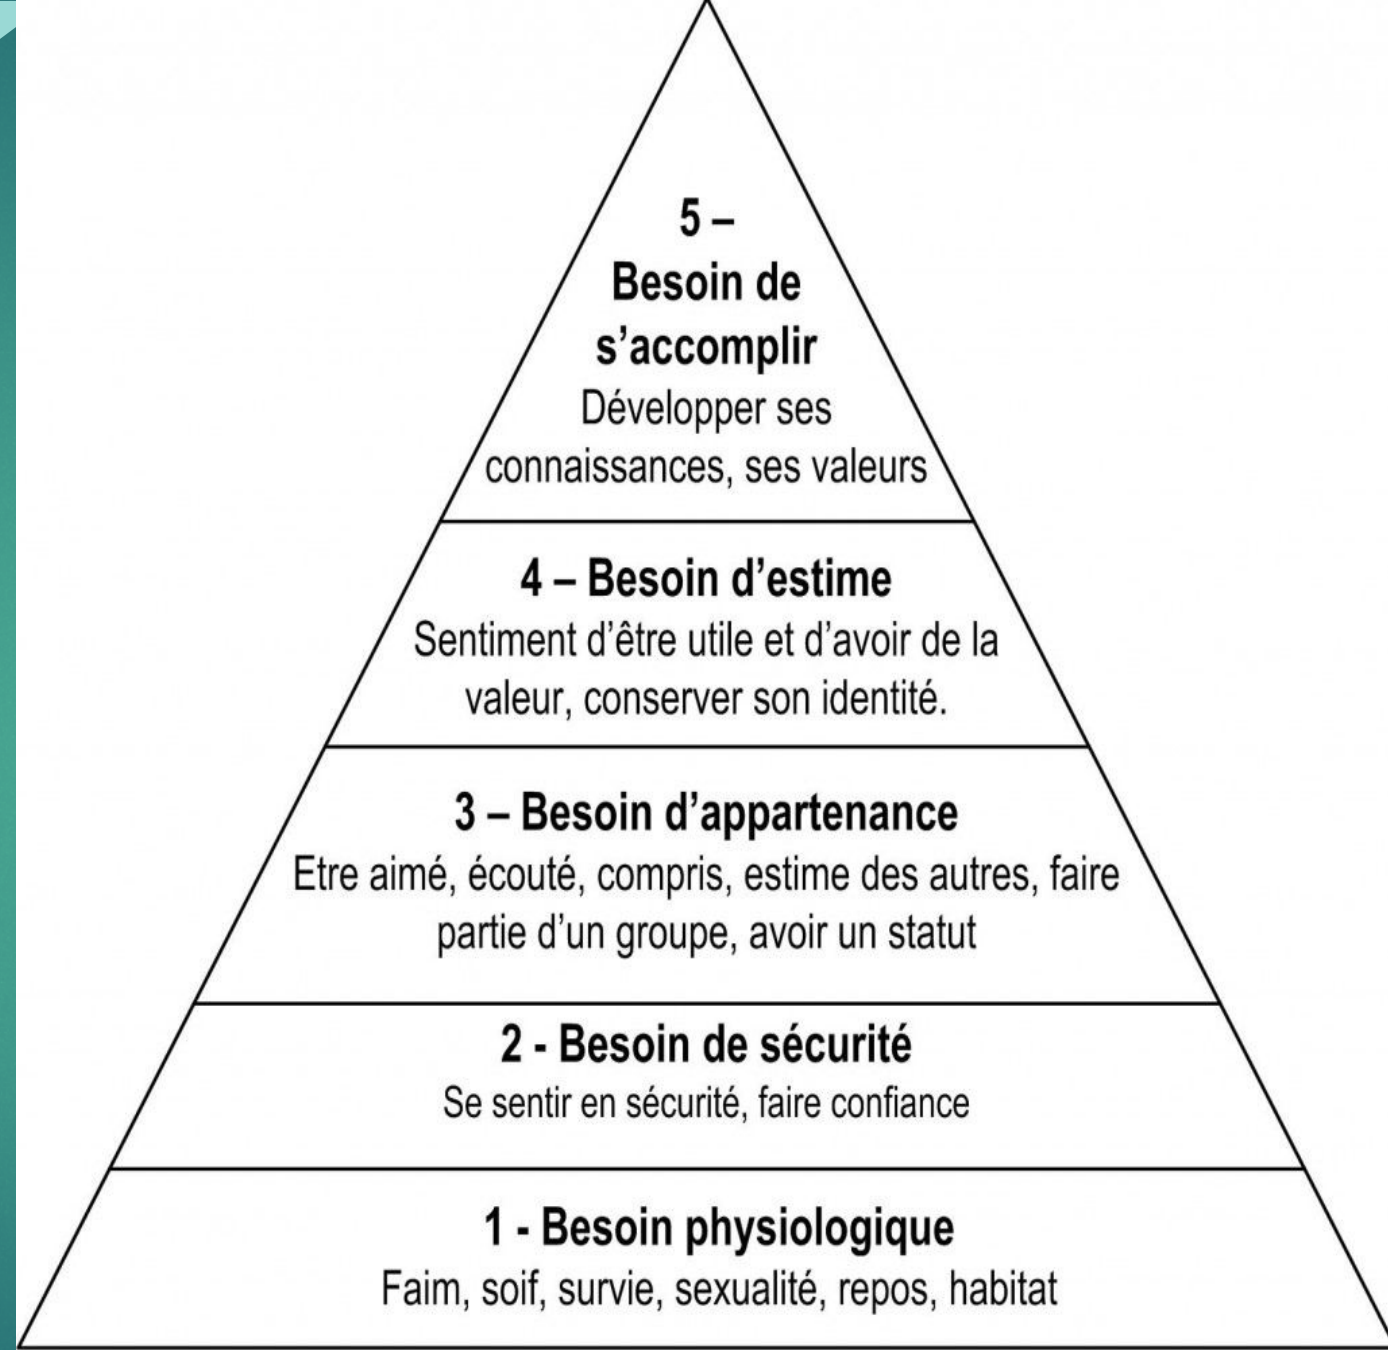 5 –
Besoin de
s’accomplir
Développer ses
connaissances, ses valeurs
4 – Besoin d’estime
Sentiment d’être utile et d’avoir de la
valeur, conserver son identité.
3 – Besoin d’appartenance
Etre aimé, écouté, compris, estime des autres, faire
partie d’un groupe, avoir un statut
2 - Besoin de sécurité
Se sentir en sécurité, faire confiance
1 - Besoin physiologique
Faim, soif, survie, sexualité, repos, habitat